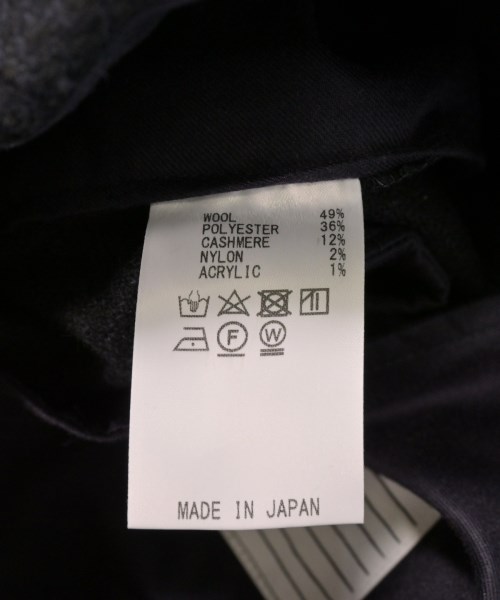 WOOL 49%
POLYESTER 36%
CASHMERE 12%
NYLON 2%
ACRYLIC 1%
F W
MADE IN JAPAN